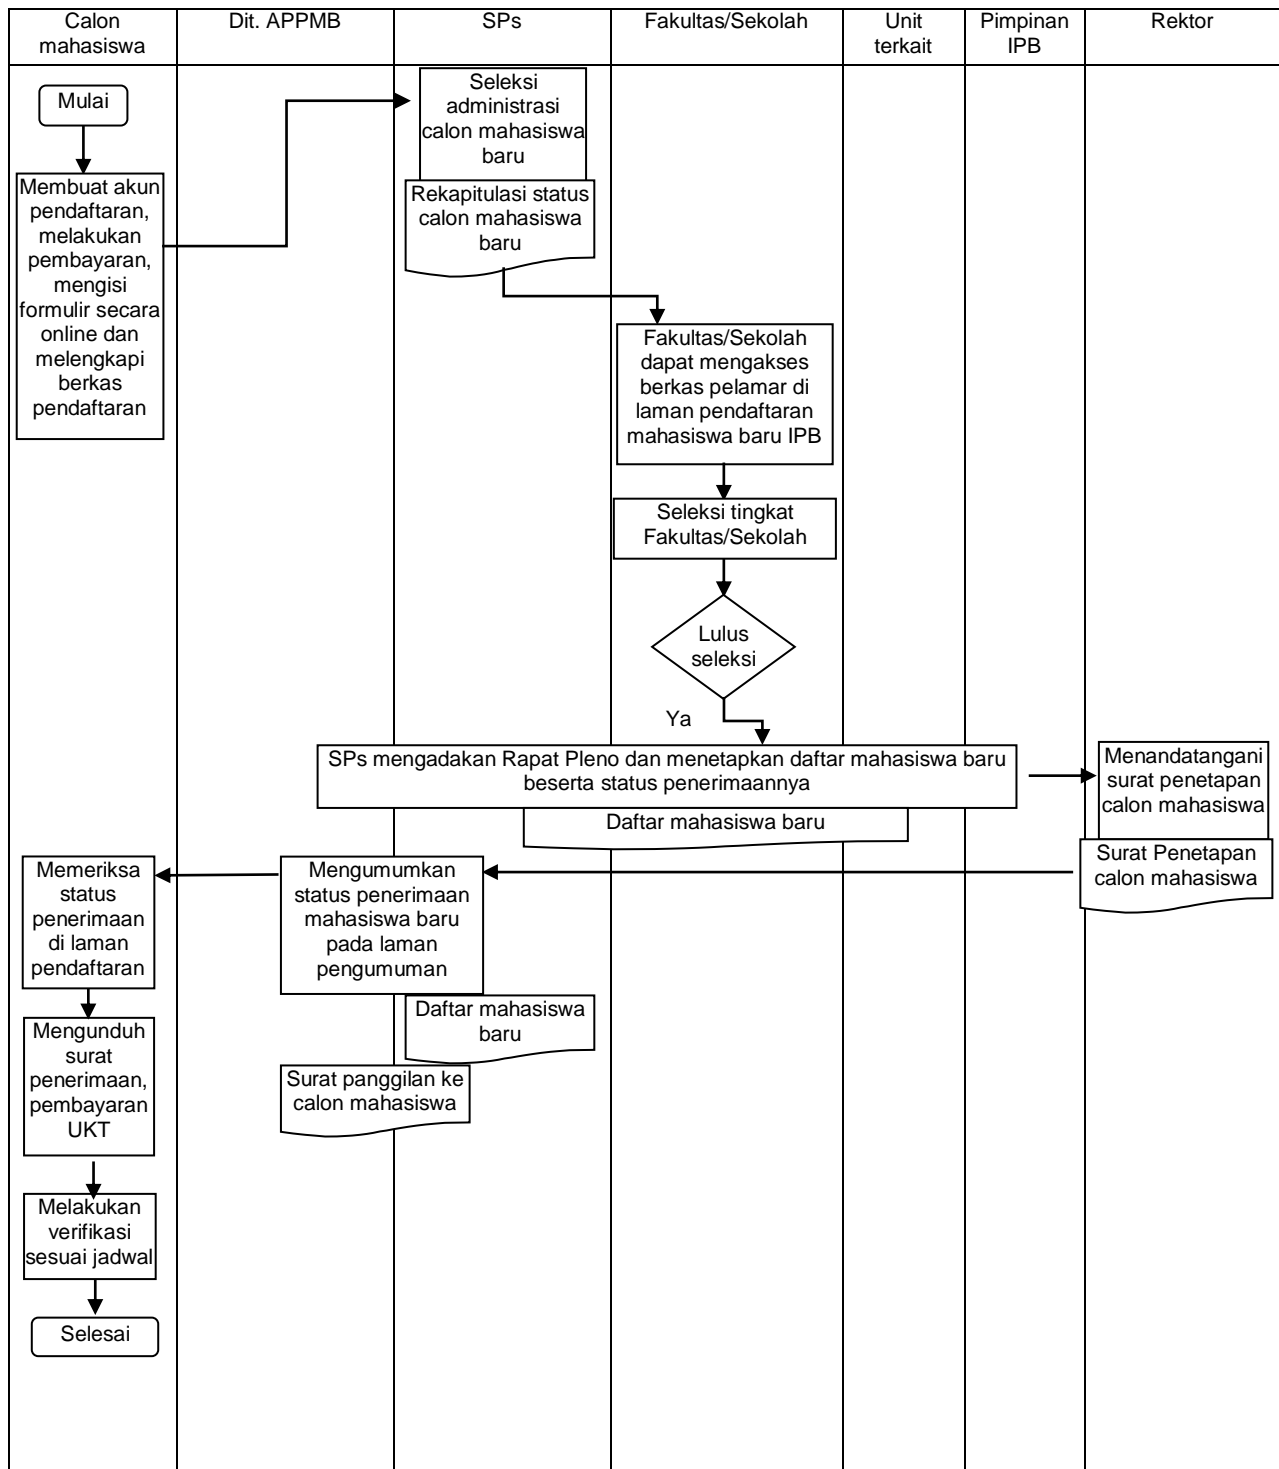 Calon
mahasiswa
Dit. APPMB
SPs
Fakultas/Sekolah
Unit
terkait
Pimpinan
IPB
Rektor
Mulai
Membuat akun
pendaftaran,
melakukan
pembayaran,
mengisi
formulir secara
online dan
melengkapi
berkas
pendaftaran
Seleksi
administrasi
calon mahasiswa
baru
Rekapitulasi status
calon mahasiswa
baru
Fakultas/Sekolah
dapat mengakses
berkas pelamar di
laman pendaftaran
mahasiswa baru IPB
Seleksi tingkat
Fakultas/Sekolah
Lulus
seleksi
Ya
SPs mengadakan Rapat Pleno dan menetapkan daftar mahasiswa baru
beserta status penerimaannya
Daftar mahasiswa baru
Menandatangani
surat penetapan
calon mahasiswa
Surat Penetapan
calon mahasiswa
Mengumumkan
status penerimaan
mahasiswa baru
pada laman
pengumuman
Daftar mahasiswa
baru
Surat panggilan ke
calon mahasiswa
Memeriksa
status
penerimaan
di laman
pendaftaran
Mengunduh
surat
penerimaan,
pembayaran
UKT
Melakukan
verifikasi
sesuai jadwal
Selesai